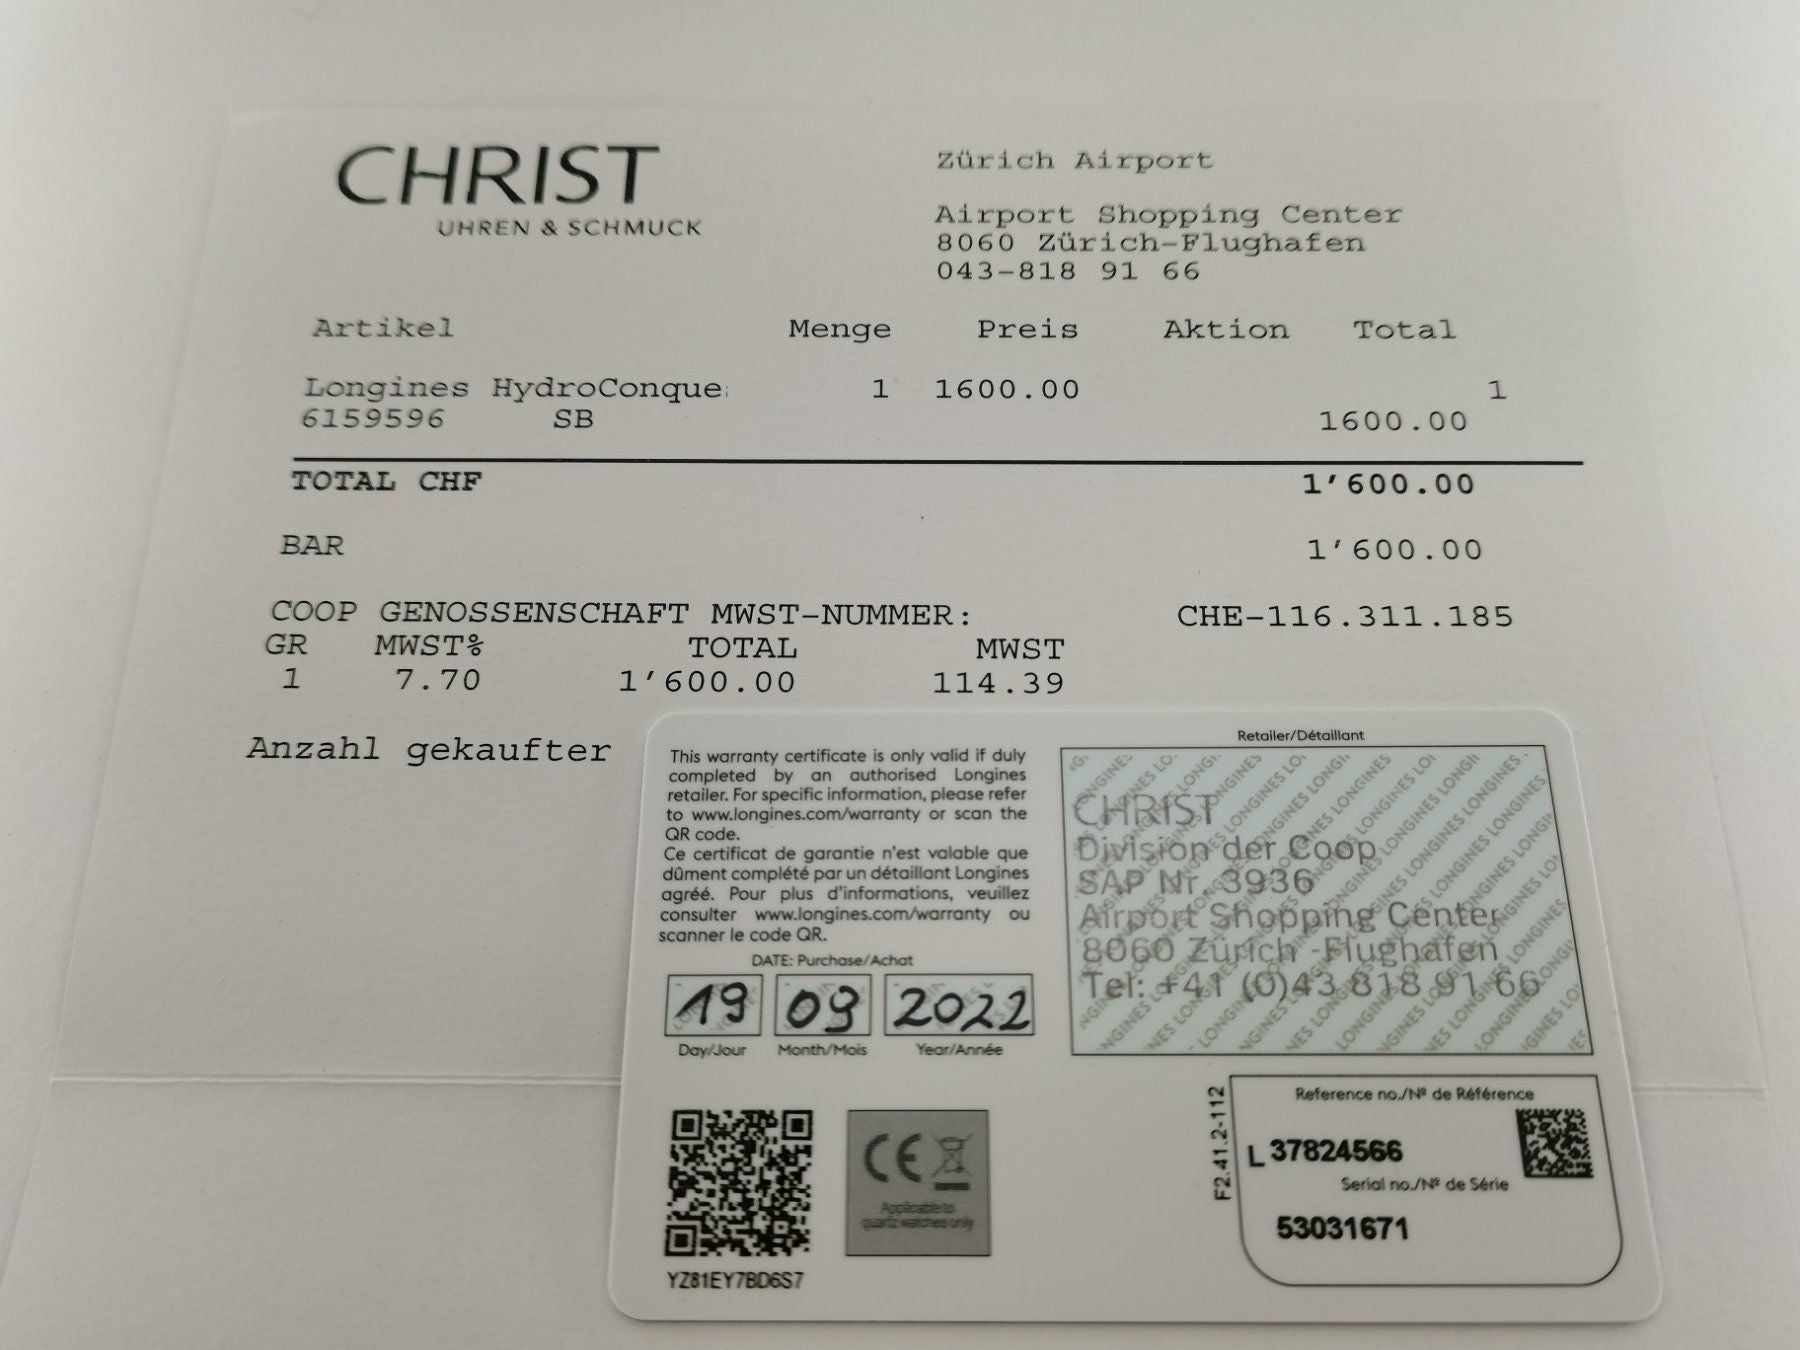 CHRIST
UHREN & SCHMUCK
Zürich Airport
Airport Shopping Center
8060 Zürich-Flughafen
043-818 91 66
Artikel Menge Preis Aktion Total
Longines HydroConque 1 1600.00 1
6159596 SB 1600.00
TOTAL CHF 1'600.00
BAR 1'600.00
COOP GENOSSENSCHAFT MWST-NUMMER: CHE-116.311.185
GR MWST% TOTAL MWST
1 7.70 1'600.00 114.39
Anzahl gekaufter
This warranty certificate is only valid if duly
completed by an authorised Longines
retailer. For specific information, please refer
to www.longines.com/warranty or scan the
QR code.
Ce certificat de garantie n'est valable que
dûment complété par un détaillant Longines
agréé. Pour plus d'informations, veuillez
consulter www.longines.com/warranty ou
scanner le code QR.
DATE: Purchase/Achat
19 09 2022
Day/Jour Month/Mois Year/Année
YZ81EY7BD6S7
CE
Applicable to
quartz watches only
Retailer/Détaillant
CHRIST
Division der Coop
SAP Nr. 3936
Airport Shopping Center
8060 Zürich -Flughafen
Tel: +41 (0)43 818 91 66
F2.41.2-112
Reference no./Nº de Référence
L 37824566
Serial no./Nº de Série
53031671